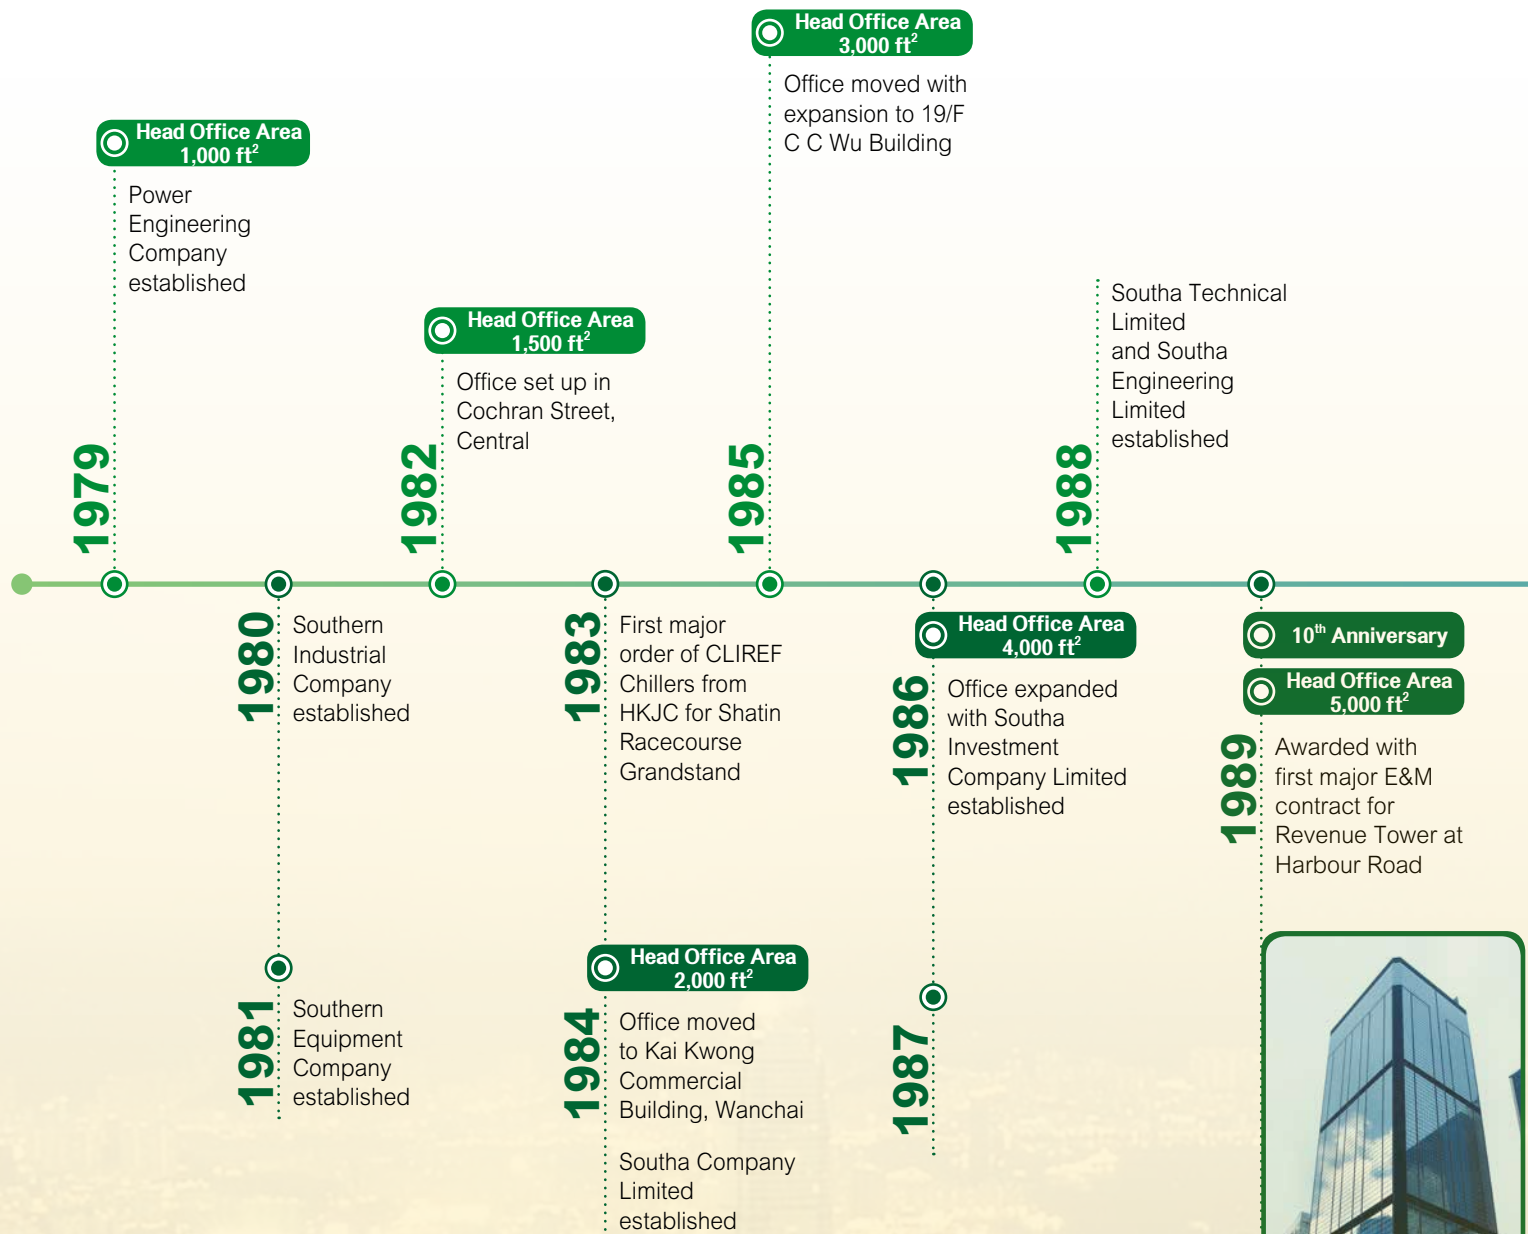 Head Office Area
1,000 ft²
Power
Engineering
Company
established
1979
Southern
Industrial
Company
established
1980
Southern
Equipment
Company
established
1981
Head Office Area
1,500 ft²
Office set up in
Cochran Street,
Central
1982
First major
order of CLIREF
Chillers from
HKJC for Shatin
Racecourse
Grandstand
1983
Head Office Area
2,000 ft²
Office moved
to Kai Kwong
Commercial
Building, Wanchai
Southa Company
Limited
established
1984
Head Office Area
3,000 ft²
Office moved with
expansion to 19/F
C C Wu Building
1985
Head Office Area
4,000 ft²
Office expanded
with Southa
Investment
Company Limited
established
1986
1987
Southa Technical
Limited
and Southa
Engineering
Limited
established
1988
10th Anniversary
Head Office Area
5,000 ft²
Awarded with
first major E&M
contract for
Revenue Tower at
Harbour Road
1989